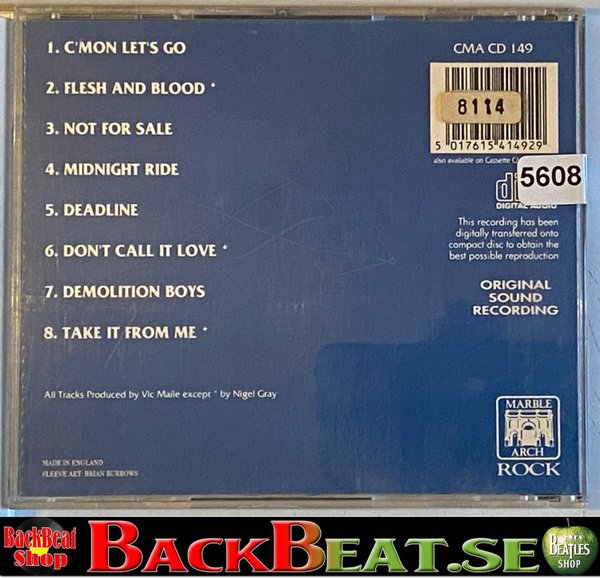 1. C'MON LET'S GO
2. FLESH AND BLOOD *
3. NOT FOR SALE
4. MIDNIGHT RIDE
5. DEADLINE
6. DON'T CALL IT LOVE *
7. DEMOLITION BOYS
8. TAKE IT FROM ME *
All Tracks Produced by Vic Maile except * by Nigel Gray
MADE IN ENGLAND
SLEEVE ART BRIAN BURROWS
CMA CD 149
8114
5 017615 414929
also available on Cassette
5608
DIGITAL AUDIO
This recording has been
digitally transferred onto
compact disc to obtain the
best possible reproduction
ORIGINAL
SOUND
RECORDING
MARBLE
ARCH
ROCK
BackBeat
Shop
BACKBEAT.SE
BEATLES
SHOP